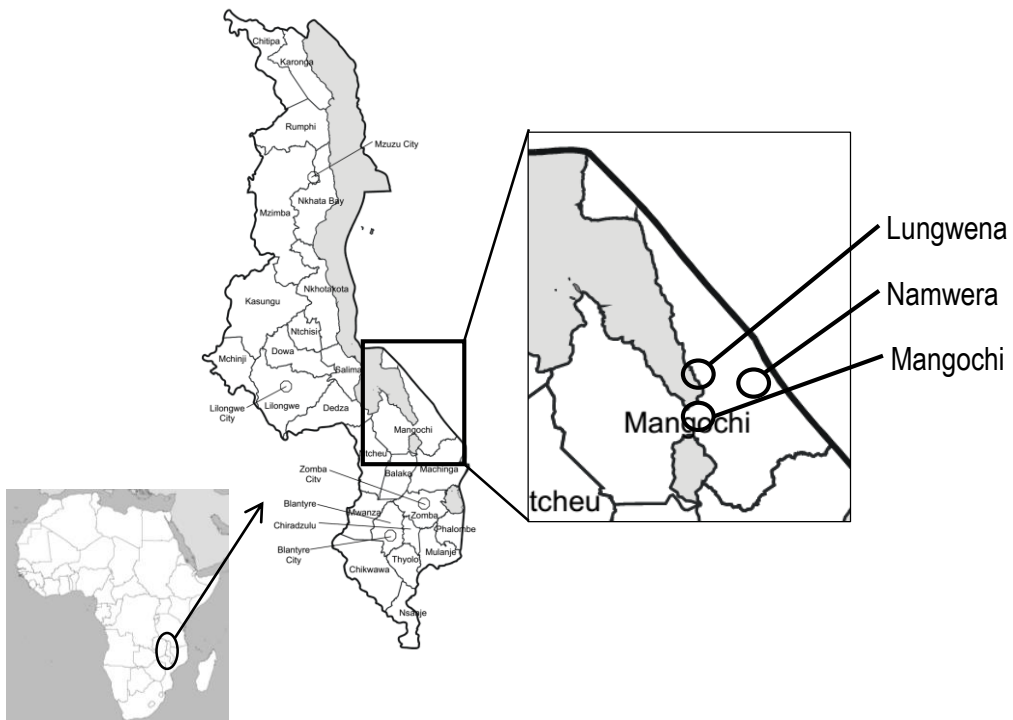 Chitipa
Karonga
Rumphi
Mzuzu City
Nkhata Bay
Mzimba
Nkhotakota
Kasungu
Ntchisi
Dowa
Mchinji
Salima
Lilongwe
City
Lilongwe
Dedza
Mangochi
tcheu
Balaka
Machinga
Zomba
City
Blantyre
Mwanza
Zomba
Chiradzulu
Phalombe
Blantyre
City
Mulanje
Thyolo
Chikwawa
Nsanje
Lungwena
Namwera
Mangochi
Mangochi
tcheu